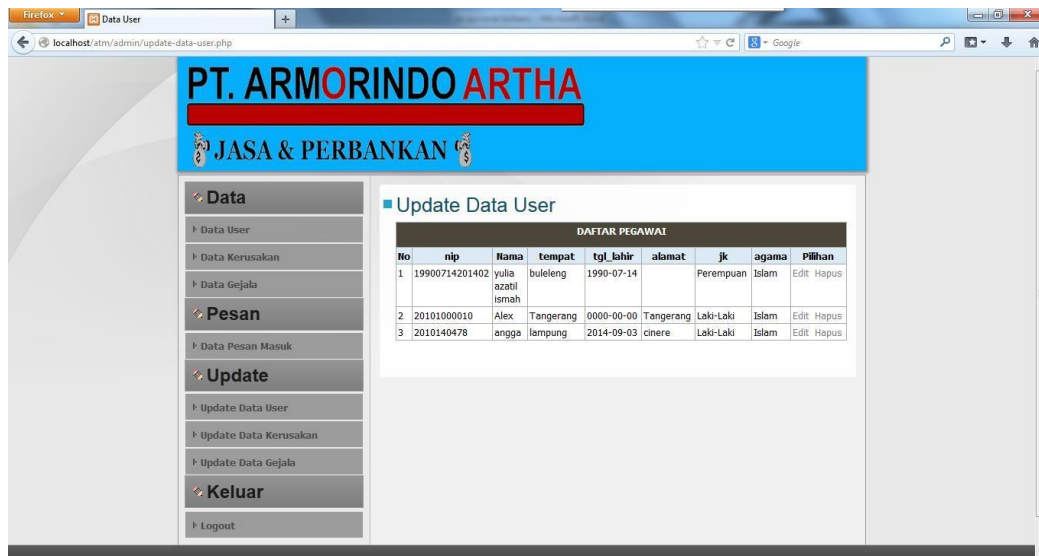 Firefox
Data User
localhost/atm/admin/update-data-user.php
Google
PT. ARMORINDO ARTHA
JASA & PERBANKAN
Data
Data User
Data Kerusakan
Data Gejala
Pesan
Data Pesan Masuk
Update
Update Data User
Update Data Kerusakan
Update Data Gejala
Keluar
Logout
Update Data User
DAFTAR PEGAWAI
No nip Nama tempat tgl_lahir alamat jk agama Pilihan
1 19900714201402 yulia azatil ismah buleleng 1990-07-14 Perempuan Islam Edit Hapus
2 20101000010 Alex Tangerang 0000-00-00 Tangerang Laki-Laki Islam Edit Hapus
3 2010140478 angga lampung 2014-09-03 cinere Laki-Laki Islam Edit Hapus